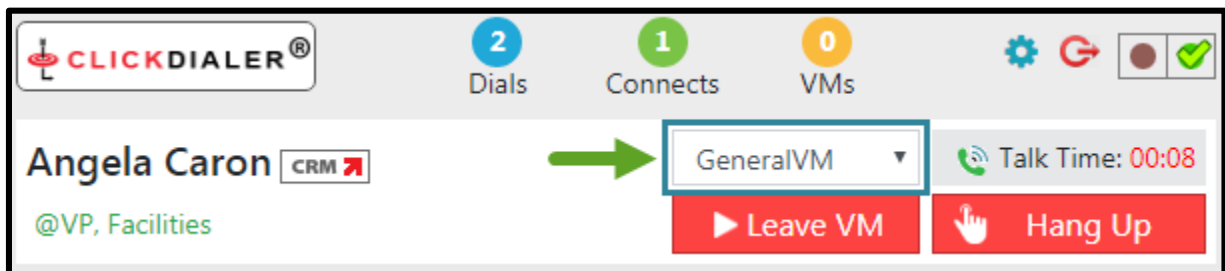 CLICKDIALER®
2
Dials
1
Connects
0
VMs
Angela Caron CRM
GeneralVM
Talk Time: 00:08
@VP, Facilities
Leave VM
Hang Up